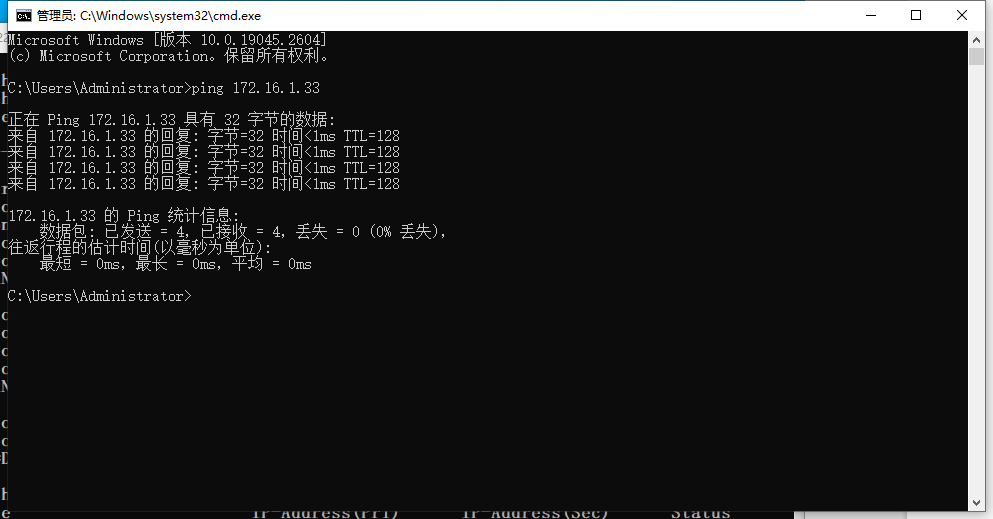 管理员: C:\Windows\system32\cmd.exe
Microsoft Windows [版本 10.0.19045.2604]
(c) Microsoft Corporation。保留所有权利。
C:\Users\Administrator>ping 172.16.1.33
正在 Ping 172.16.1.33 具有 32 字节的数据:
来自 172.16.1.33 的回复: 字节=32 时间<1ms TTL=128
来自 172.16.1.33 的回复: 字节=32 时间<1ms TTL=128
来自 172.16.1.33 的回复: 字节=32 时间<1ms TTL=128
来自 172.16.1.33 的回复: 字节=32 时间<1ms TTL=128
172.16.1.33 的 Ping 统计信息:
数据包: 已发送 = 4，已接收 = 4，丢失 = 0 (0% 丢失)，
往返行程的估计时间(以毫秒为单位):
最短 = 0ms，最长 = 0ms，平均 = 0ms
C:\Users\Administrator>
IP-Address(Pri) IP-Address(Sec) Status